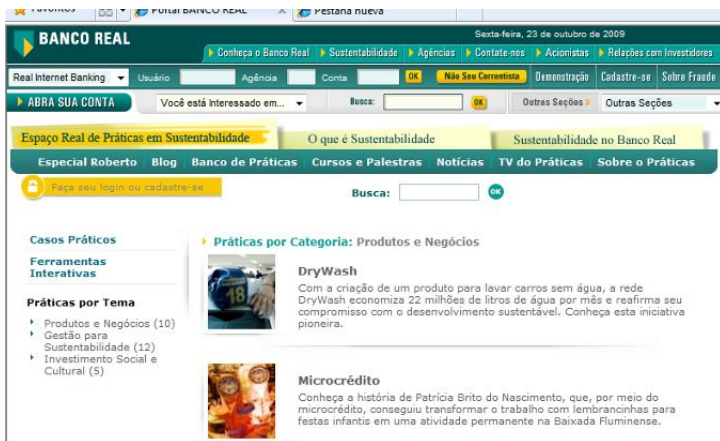 Favoritos
Portal BANCO REAL
Pestaña nueva
BANCO REAL
Sexta-feira, 23 de outubro de 2009
Conheça o Banco Real Sustentabilidade Agências Contate-nos Acionistas Relações com Investidores
Real Internet Banking Usuário Agência Conta OK Não Sou Correntista Demonstração Cadastre-se Sobre Fraude
ABRA SUA CONTA Você está interessado em... Busca: OK Outras Seções Outras Seções
Espaço Real de Práticas em Sustentabilidade O que é Sustentabilidade Sustentabilidade no Banco Real
Especial Roberto Blog Banco de Práticas Cursos e Palestras Notícias TV do Práticas Sobre o Práticas
Faça seu login ou cadastre-se
Busca: OK
Casos Práticos
Ferramentas
Interativas
Práticas por Tema
Produtos e Negócios (10)
Gestão para
Sustentabilidade (12)
Investimento Social e
Cultural (5)
Práticas por Categoria: Produtos e Negócios
18
DryWash
Com a criação de um produto para lavar carros sem água, a rede
DryWash economiza 22 milhões de litros de água por mês e reafirma seu
compromisso com o desenvolvimento sustentável. Conheça esta iniciativa
pioneira.
Microcrédito
Conheça a história de Patrícia Brito do Nascimento, que, por meio do
microcrédito, conseguiu transformar o trabalho com lembrancinhas para
festas infantis em uma atividade permanente na Baixada Fluminense.